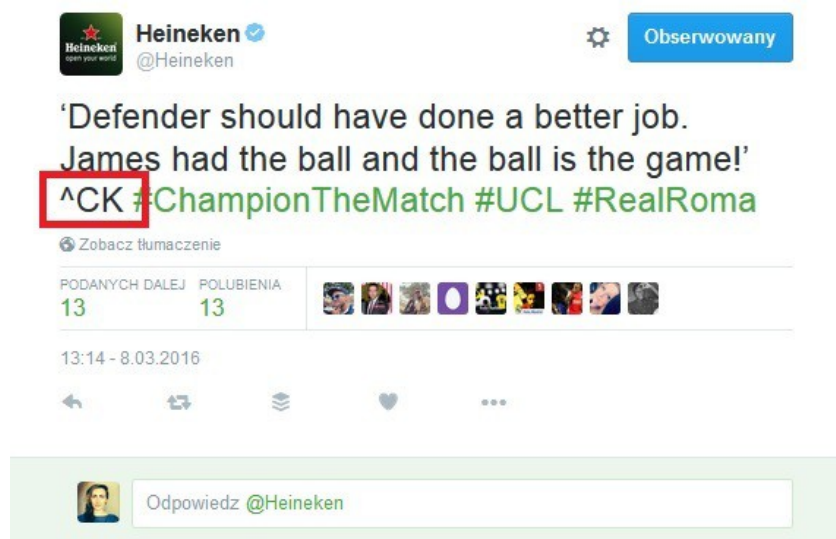 Heineken
@Heineken
Obserwowany
Heineken
open your world
‘Defender should have done a better job.
James had the ball and the ball is the game!’
^CK #ChampionTheMatch #UCL #RealRoma
Zobacz tłumaczenie
PODANYCH DALEJ POLUBIENIA
13 13
13:14 - 8.03.2016
Odpowiedz @Heineken